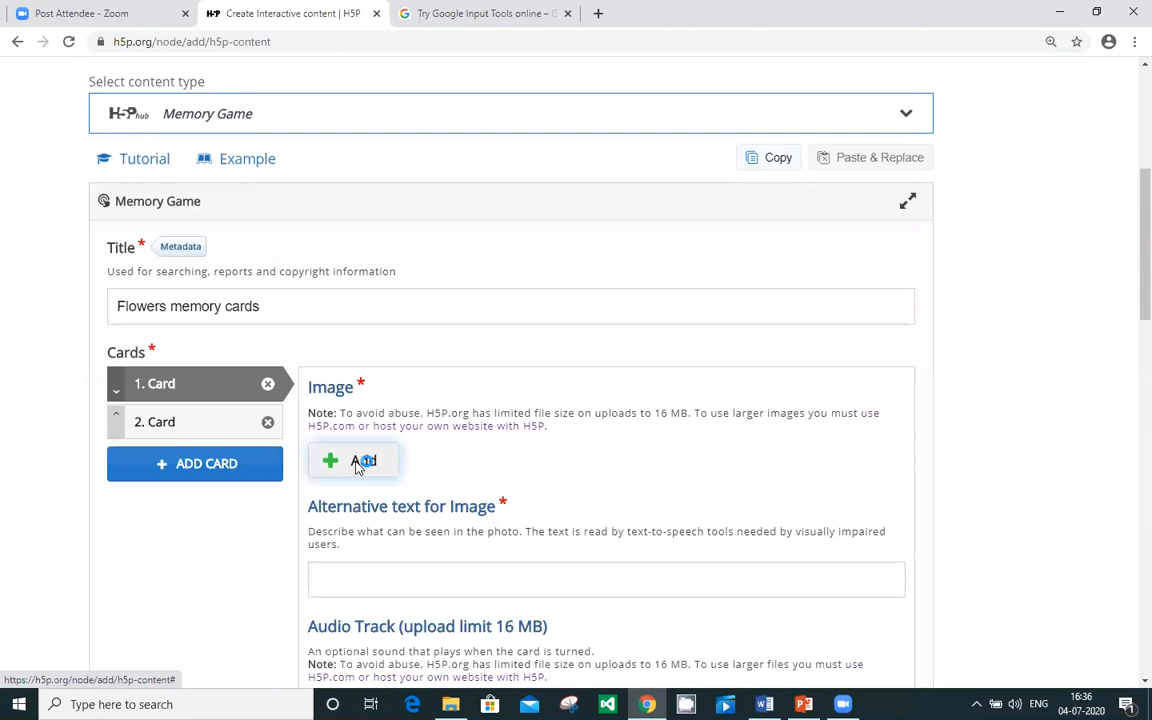 Post Attendee - Zoom
Create Interactive content | H5P
Try Google Input Tools online – G
h5p.org/node/add/h5p-content
Select content type
H5P hub Memory Game
Tutorial
Example
Copy
Paste & Replace
Memory Game
Title *
Metadata
Used for searching, reports and copyright information
Flowers memory cards
Cards *
1. Card
2. Card
ADD CARD
Image *
Note: To avoid abuse, H5P.org has limited file size on uploads to 16 MB. To use larger images you must use
H5P.com or host your own website with H5P.
Add
Alternative text for Image *
Describe what can be seen in the photo. The text is read by text-to-speech tools needed by visually impaired
users.
Audio Track (upload limit 16 MB)
An optional sound that plays when the card is turned.
Note: To avoid abuse, H5P.org has limited file size on uploads to 16 MB. To use larger files you must use
H5P.com or host your own website with H5P.
https://h5p.org/node/add/h5p-content#
Type here to search
ENG
16:36
04-07-2020